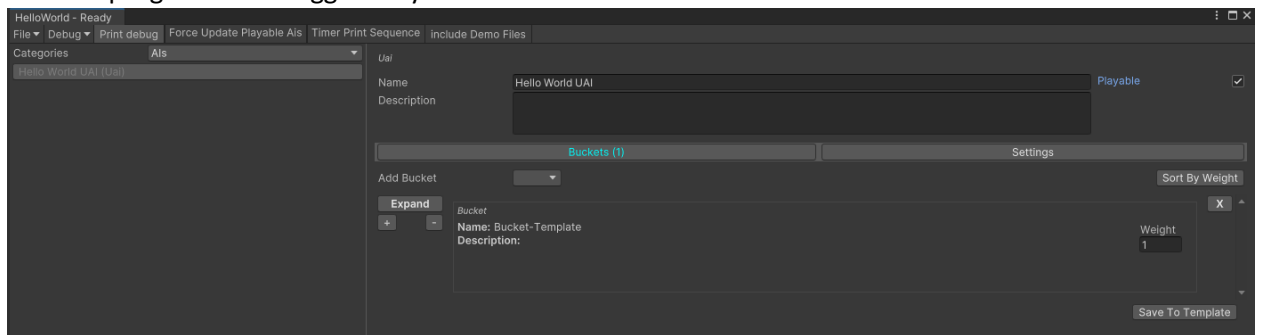 HelloWorld - Ready
File Debug Print debug Force Update Playable Ais Timer Print Sequence include Demo Files
Categories AIs
Hello World UAI (Uai)
Uai
Name Hello World UAI Playable
Description
Buckets (1) Settings
Add Bucket Sort By Weight
Expand X
+ -
Bucket
Name: Bucket-Template
Description:
Weight
1
Save To Template